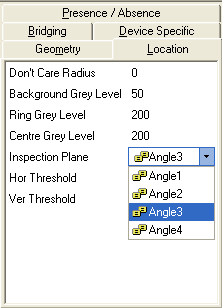 Presence / Absence
Bridging Device Specific
Geometry Location
Don't Care Radius 0
Background Grey Level 50
Ring Grey Level 200
Centre Grey Level 200
Inspection Plane Angle3
Hor Threshold Angle1
Angle2
Ver Threshold Angle3
Angle4